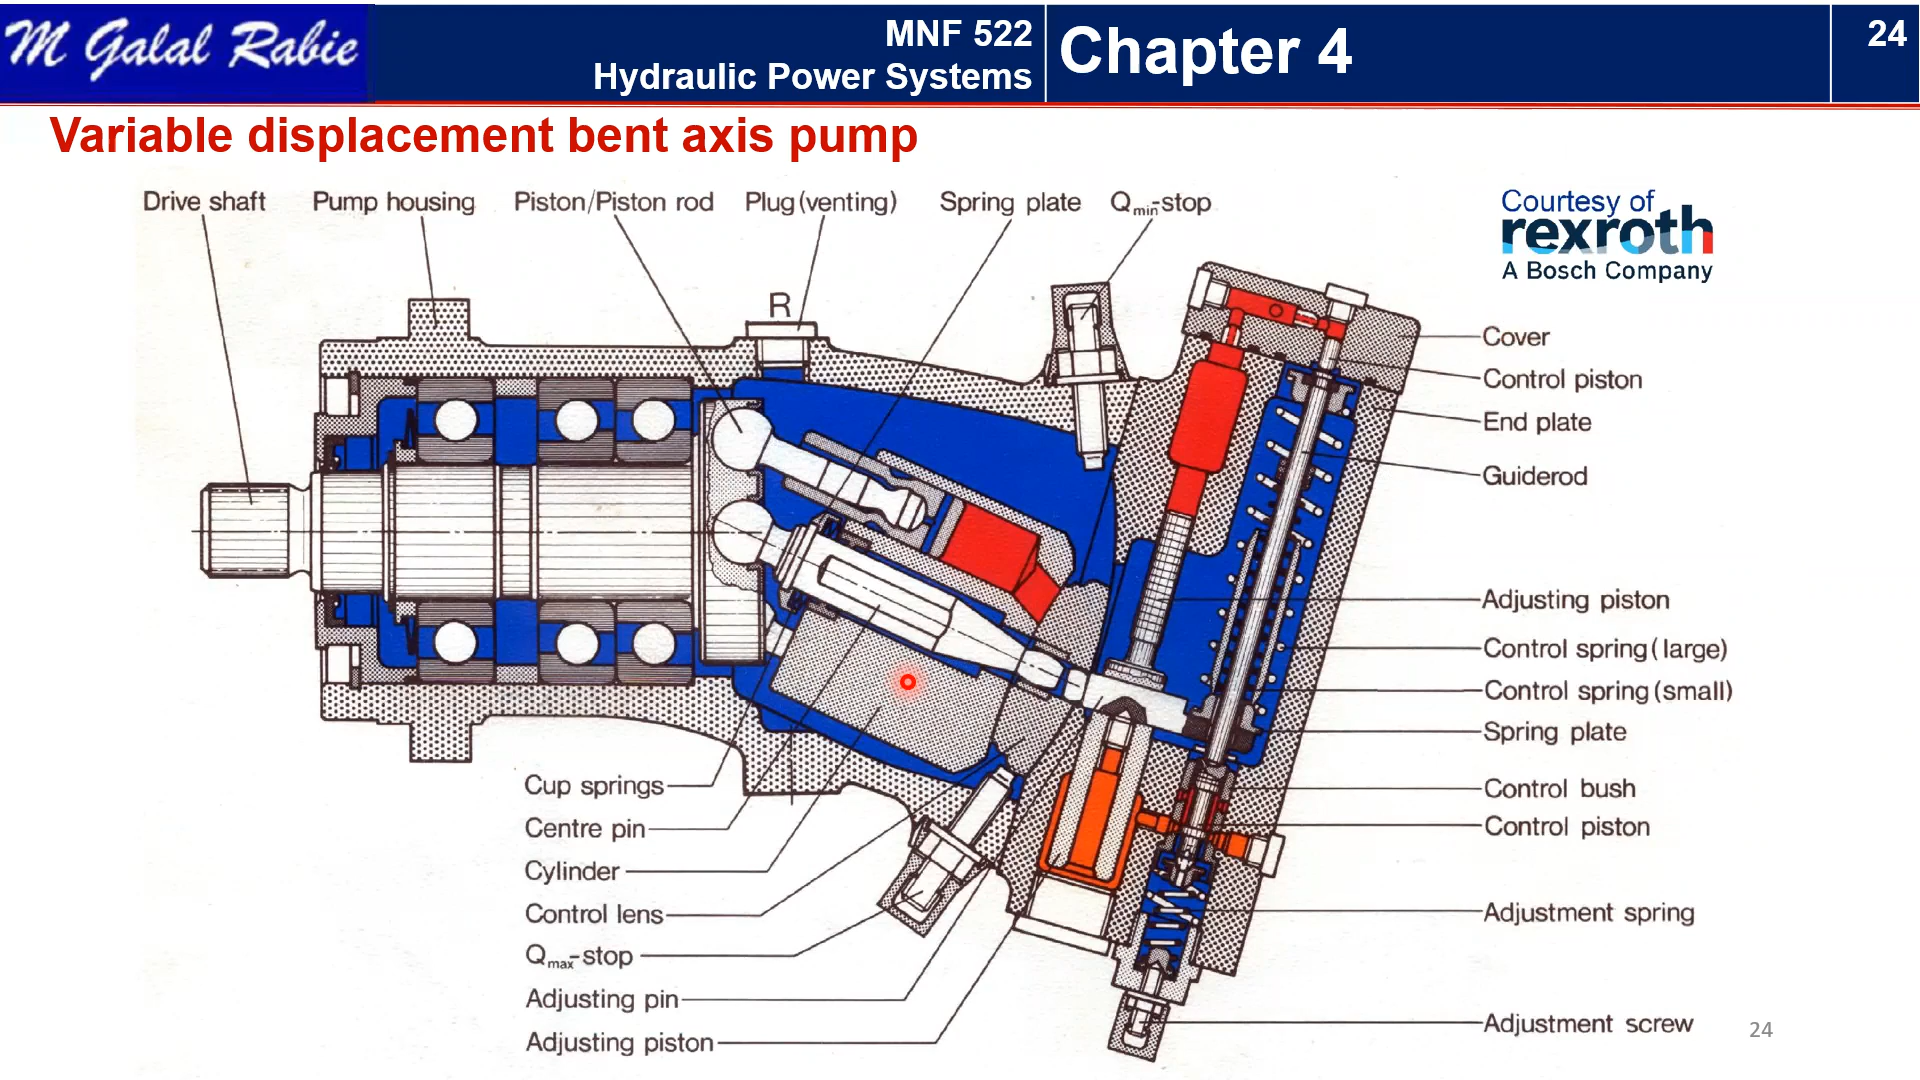 M Galal Rabie
MNF 522
Hydraulic Power Systems
Chapter 4
24
Variable displacement bent axis pump
Drive shaft
Pump housing
Piston/Piston rod
Plug (venting)
Spring plate
Qmin-stop
Courtesy of
rexroth
A Bosch Company
R
Cover
Control piston
End plate
Guiderod
Adjusting piston
Control spring (large)
Control spring (small)
Spring plate
Control bush
Control piston
Adjustment spring
Adjustment screw
Cup springs
Centre pin
Cylinder
Control lens
Qmax-stop
Adjusting pin
Adjusting piston
24